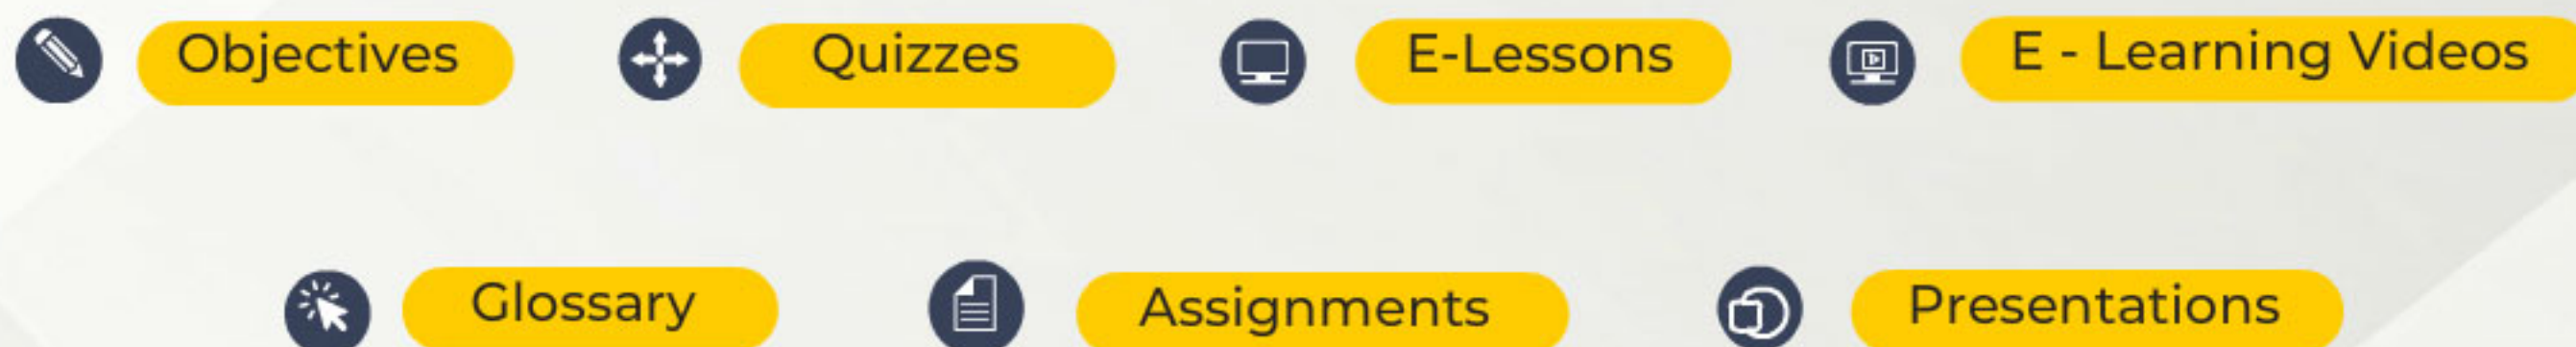 Objectives Quizzes E-Lessons E - Learning Videos
Glossary Assignments Presentations